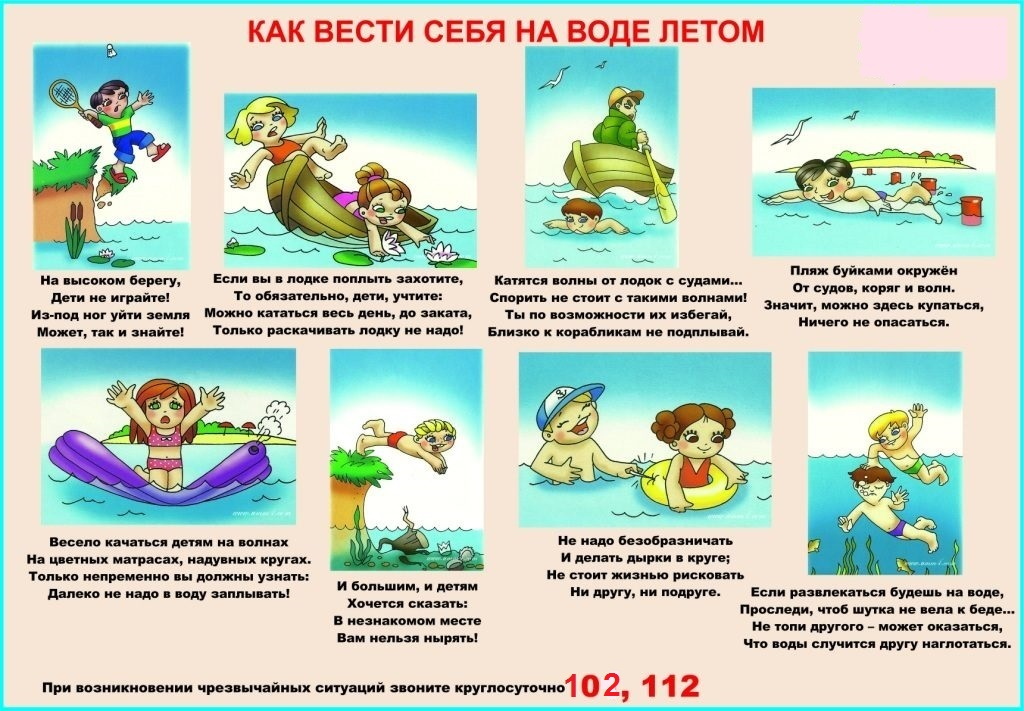 КАК ВЕСТИ СЕБЯ НА ВОДЕ ЛЕТОМ
На высоком берегу,
Дети не играйте!
Из-под ног уйти земля
Может, так и знайте!
Если вы в лодке поплыть захотите,
То обязательно, дети, учтите:
Можно кататься весь день, до заката,
Только раскачивать лодку не надо!
Катятся волны от лодок с судами...
Спорить не стоит с такими волнами!
Ты по возможности их избегай,
Близко к корабликам не подплывай.
Пляж буйками окружён
От судов, коряг и волн.
Значит, можно здесь купаться,
Ничего не опасаться.
Весело качаться детям на волнах
На цветных матрасах, надувных кругах.
Только непременно вы должны узнать:
Далеко не надо в воду заплывать!
И большим, и детям
Хочется сказать:
В незнакомом месте
Вам нельзя нырять!
Не надо безобразничать
И делать дырки в круге;
Не стоит жизнью рисковать
Ни другу, ни подруге.
Если развлекаться будешь на воде,
Проследи, чтоб шутка не вела к беде...
Не топи другого – может оказаться,
Что воды случится другу наглотаться.
При возникновении чрезвычайных ситуаций звоните круглосуточно 102, 112